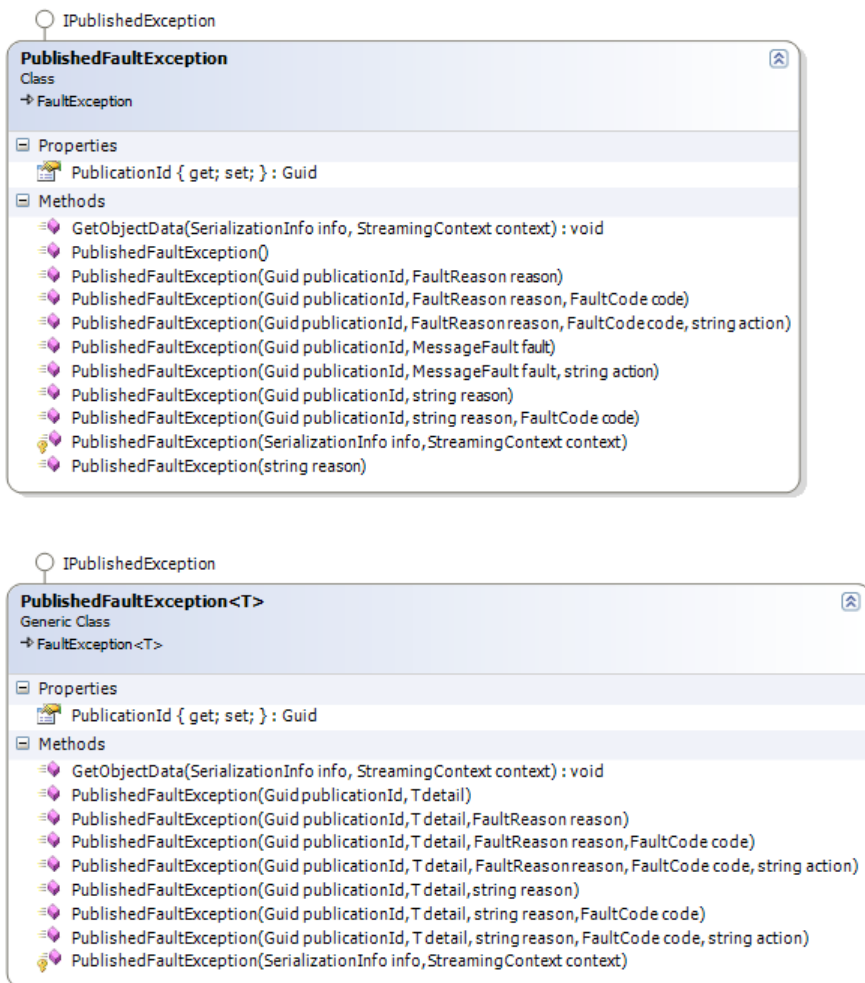 IPublishedException
PublishedFaultException
Class
FaultException
Properties
PublicationId { get; set; } : Guid
Methods
GetObjectData(SerializationInfo info, StreamingContext context) : void
PublishedFaultException()
PublishedFaultException(Guid publicationId, FaultReason reason)
PublishedFaultException(Guid publicationId, FaultReason reason, FaultCode code)
PublishedFaultException(Guid publicationId, FaultReason reason, FaultCode code, string action)
PublishedFaultException(Guid publicationId, MessageFault fault)
PublishedFaultException(Guid publicationId, MessageFault fault, string action)
PublishedFaultException(Guid publicationId, string reason)
PublishedFaultException(Guid publicationId, string reason, FaultCode code)
PublishedFaultException(SerializationInfo info, StreamingContext context)
PublishedFaultException(string reason)
IPublishedException
PublishedFaultException<T>
Generic Class
FaultException<T>
Properties
PublicationId { get; set; } : Guid
Methods
GetObjectData(SerializationInfo info, StreamingContext context) : void
PublishedFaultException(Guid publicationId, T detail)
PublishedFaultException(Guid publicationId, T detail, FaultReason reason)
PublishedFaultException(Guid publicationId, T detail, FaultReason reason, FaultCode code)
PublishedFaultException(Guid publicationId, T detail, FaultReason reason, FaultCode code, string action)
PublishedFaultException(Guid publicationId, T detail, string reason)
PublishedFaultException(Guid publicationId, T detail, string reason, FaultCode code)
PublishedFaultException(Guid publicationId, T detail, string reason, FaultCode code, string action)
PublishedFaultException(SerializationInfo info, StreamingContext context)